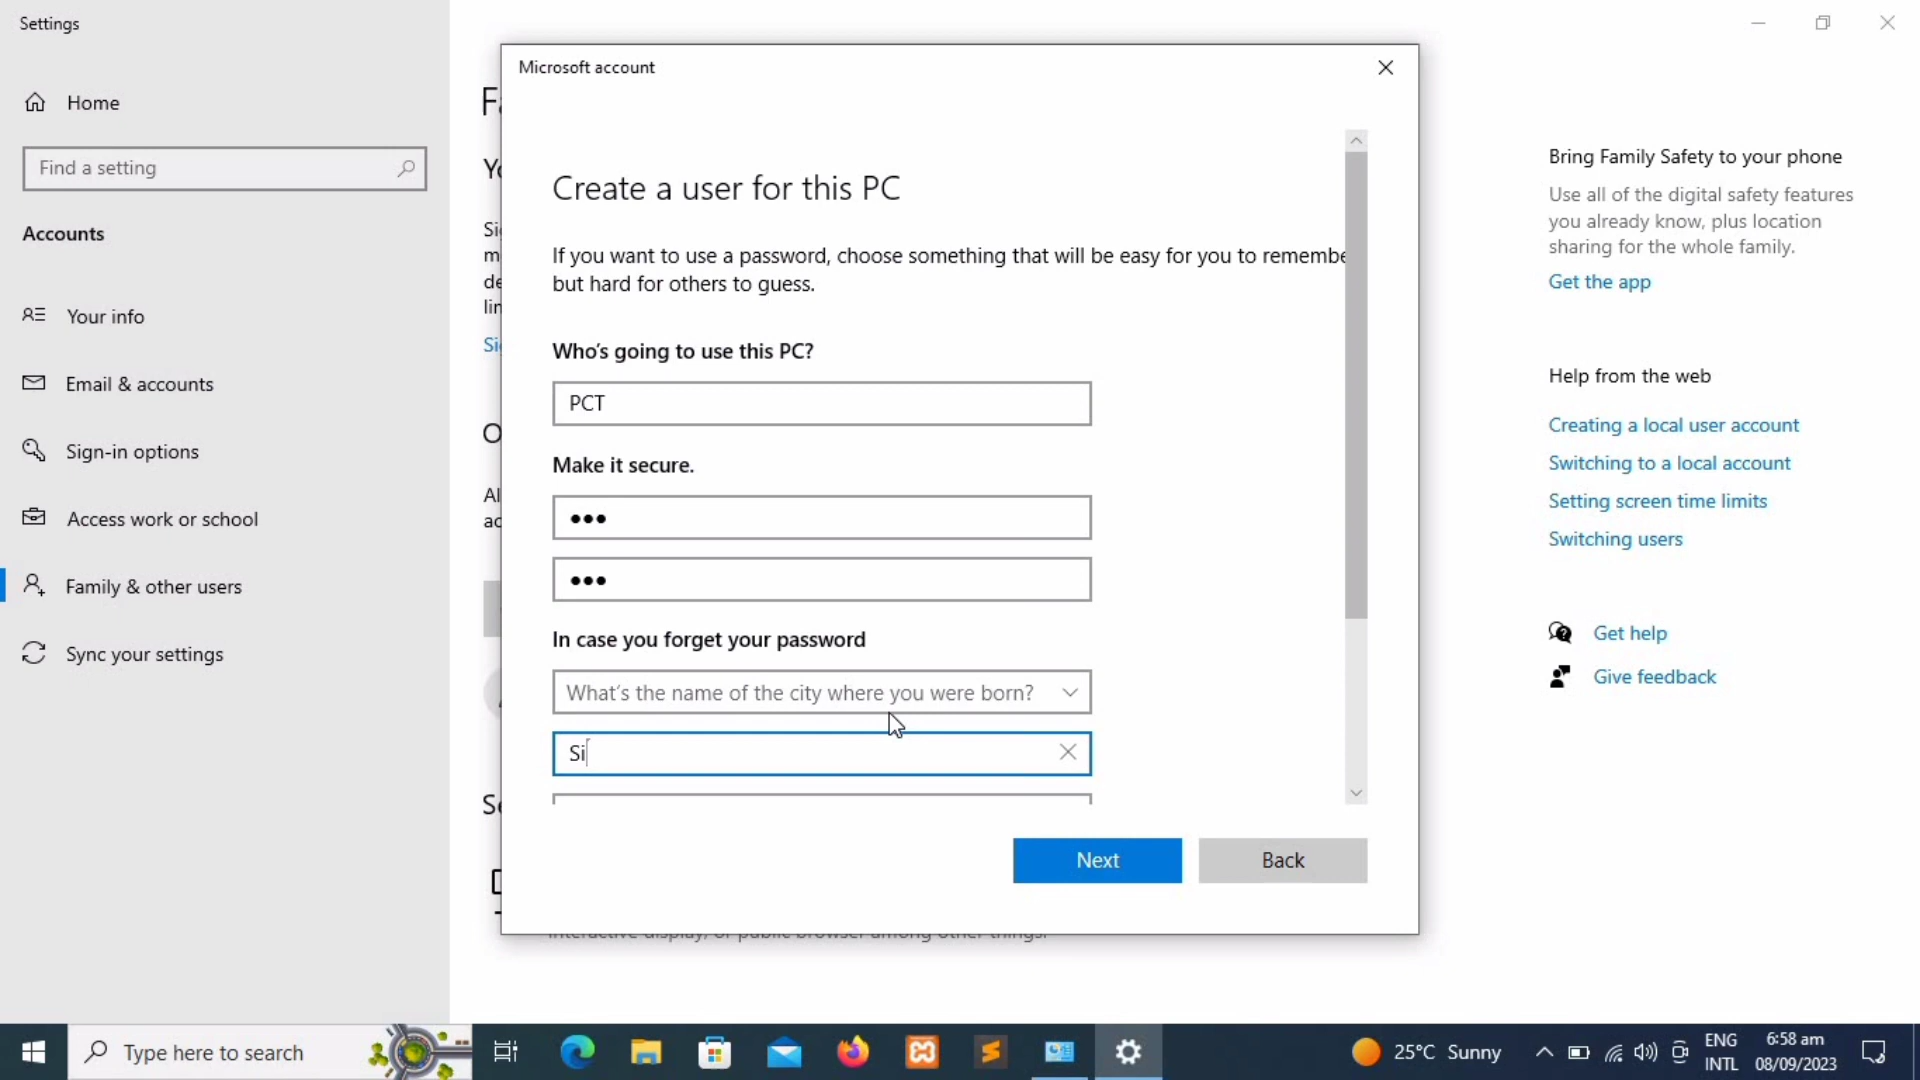 Settings
Home
Find a setting
Accounts
Your info
Email & accounts
Sign-in options
Access work or school
Family & other users
Sync your settings
Microsoft account
Create a user for this PC
If you want to use a password, choose something that will be easy for you to remembe
but hard for others to guess.
Who's going to use this PC?
PCT
Make it secure.
In case you forget your password
What's the name of the city where you were born?
Si
Next
Back
Bring Family Safety to your phone
Use all of the digital safety features
you already know, plus location
sharing for the whole family.
Get the app
Help from the web
Creating a local user account
Switching to a local account
Setting screen time limits
Switching users
Get help
Give feedback
Type here to search
25°C Sunny
ENG
INTL
6:58 am
08/09/2023